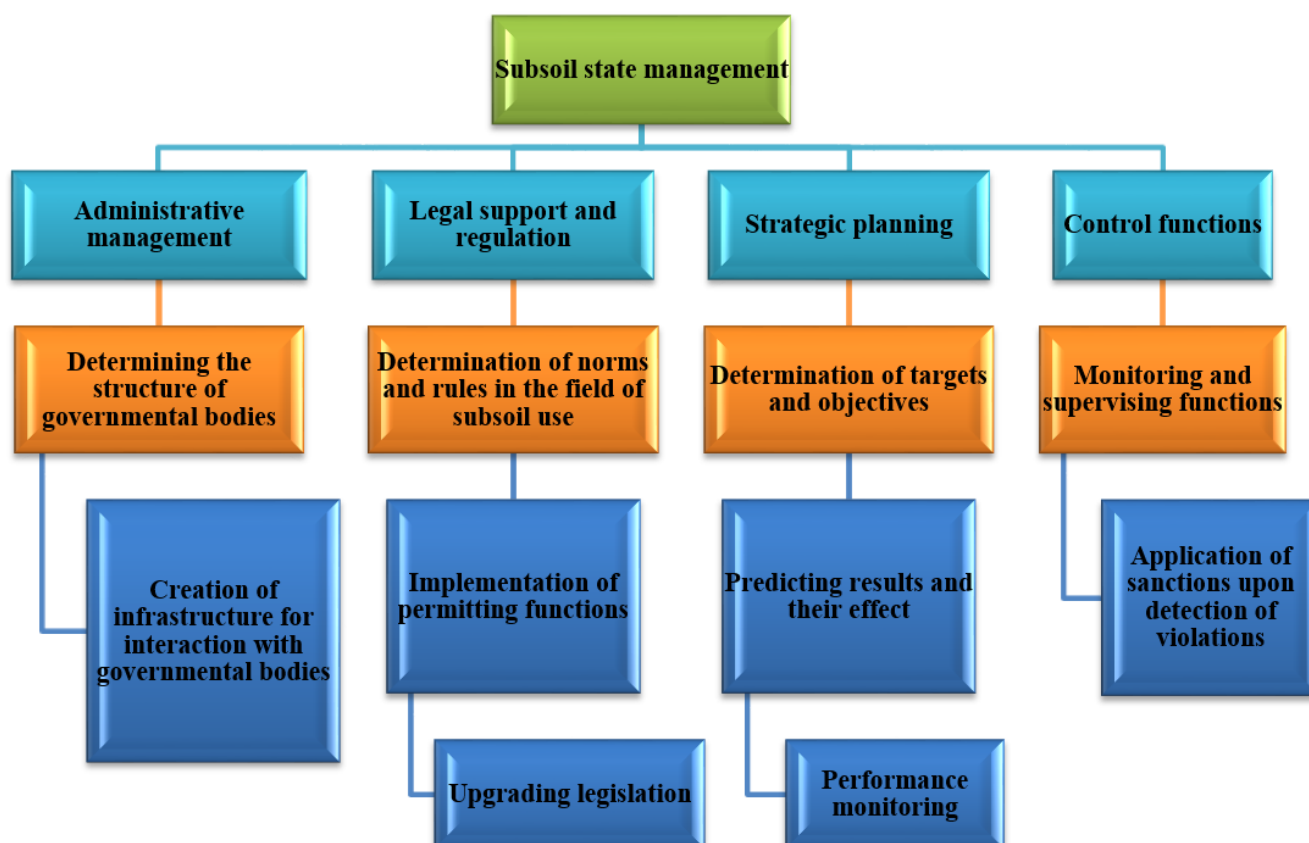 Subsoil state management
Administrative
management
Legal support and
regulation
Strategic planning
Control functions
Determining the
structure of
governmental bodies
Determination of norms
and rules in the field of
subsoil use
Determination of targets
and objectives
Monitoring and
supervising functions
Creation of
infrastructure for
interaction with
governmental bodies
Implementation of
permitting functions
Predicting results and
their effect
Application of
sanctions upon
detection of
violations
Upgrading legislation
Performance
monitoring